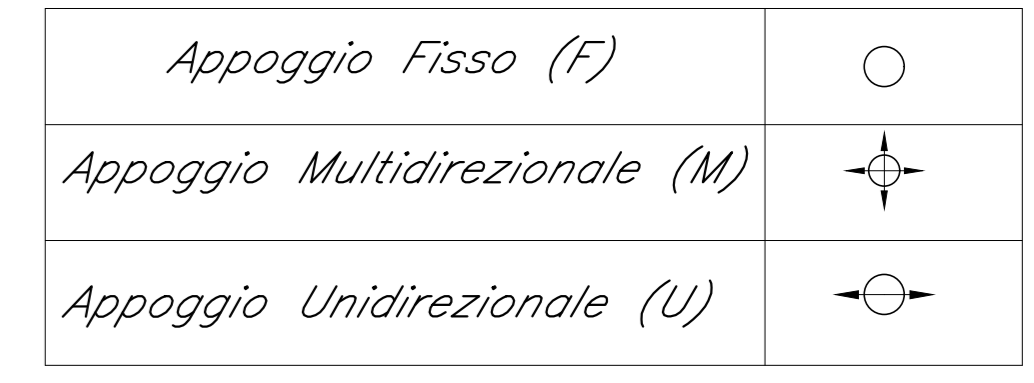 Appoggio Fisso (F)
Appoggio Multidirezionale (M)
Appoggio Unidirezionale (U)